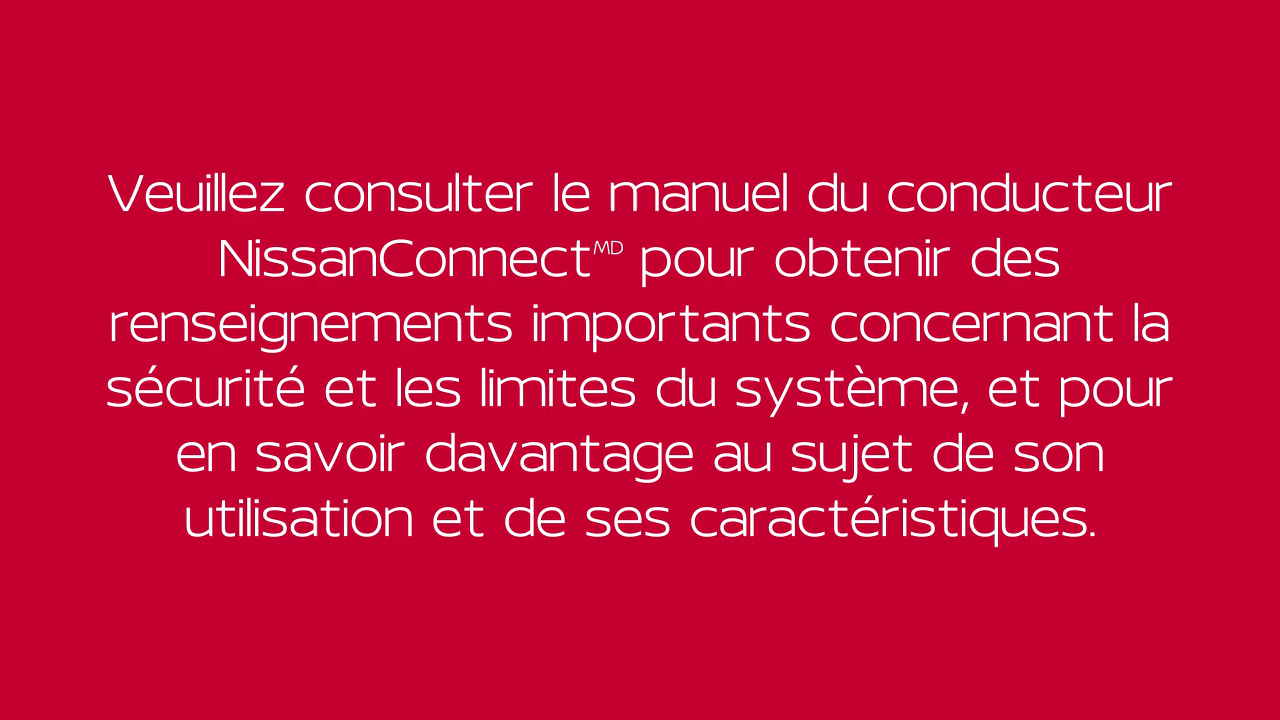 Veuillez consulter le manuel du conducteur
NissanConnectMD pour obtenir des
renseignements importants concernant la
sécurité et les limites du système, et pour
en savoir davantage au sujet de son
utilisation et de ses caractéristiques.